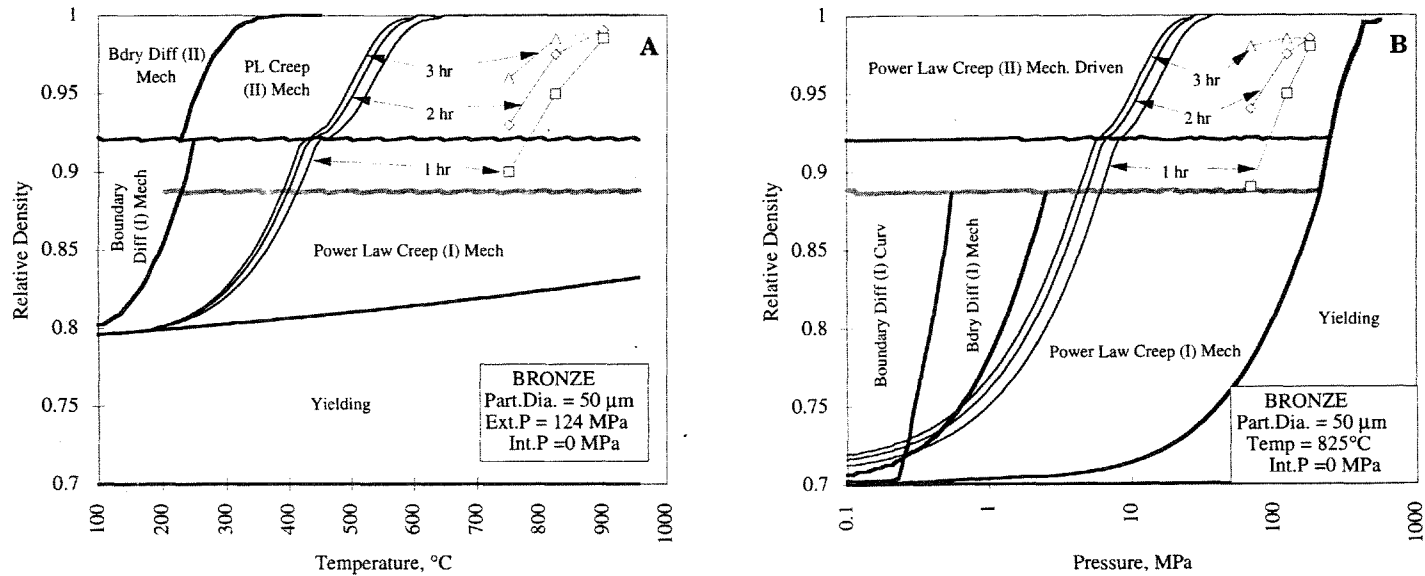 A
Relative Density
1
0.95
0.9
0.85
0.8
0.75
0.7
Bdry Diff (II)
Mech
PL Creep
(II) Mech
3 hr
2 hr
1 hr
Boundary
Diff (I) Mech
Power Law Creep (I) Mech
Yielding
BRONZE
Part.Dia. = 50 μm
Ext.P = 124 MPa
Int.P =0 MPa
100
200
300
400
500
600
700
800
900
1000
Temperature, °C
B
Relative Density
1
0.95
0.9
0.85
0.8
0.75
0.7
Power Law Creep (II) Mech. Driven
3 hr
2 hr
1 hr
Boundary Diff (I) Curv
Bdry Diff (I) Mech
Power Law Creep (I) Mech
Yielding
BRONZE
Part.Dia. = 50 μm
Temp = 825°C
Int.P =0 MPa
0.1
1
10
100
1000
Pressure, MPa